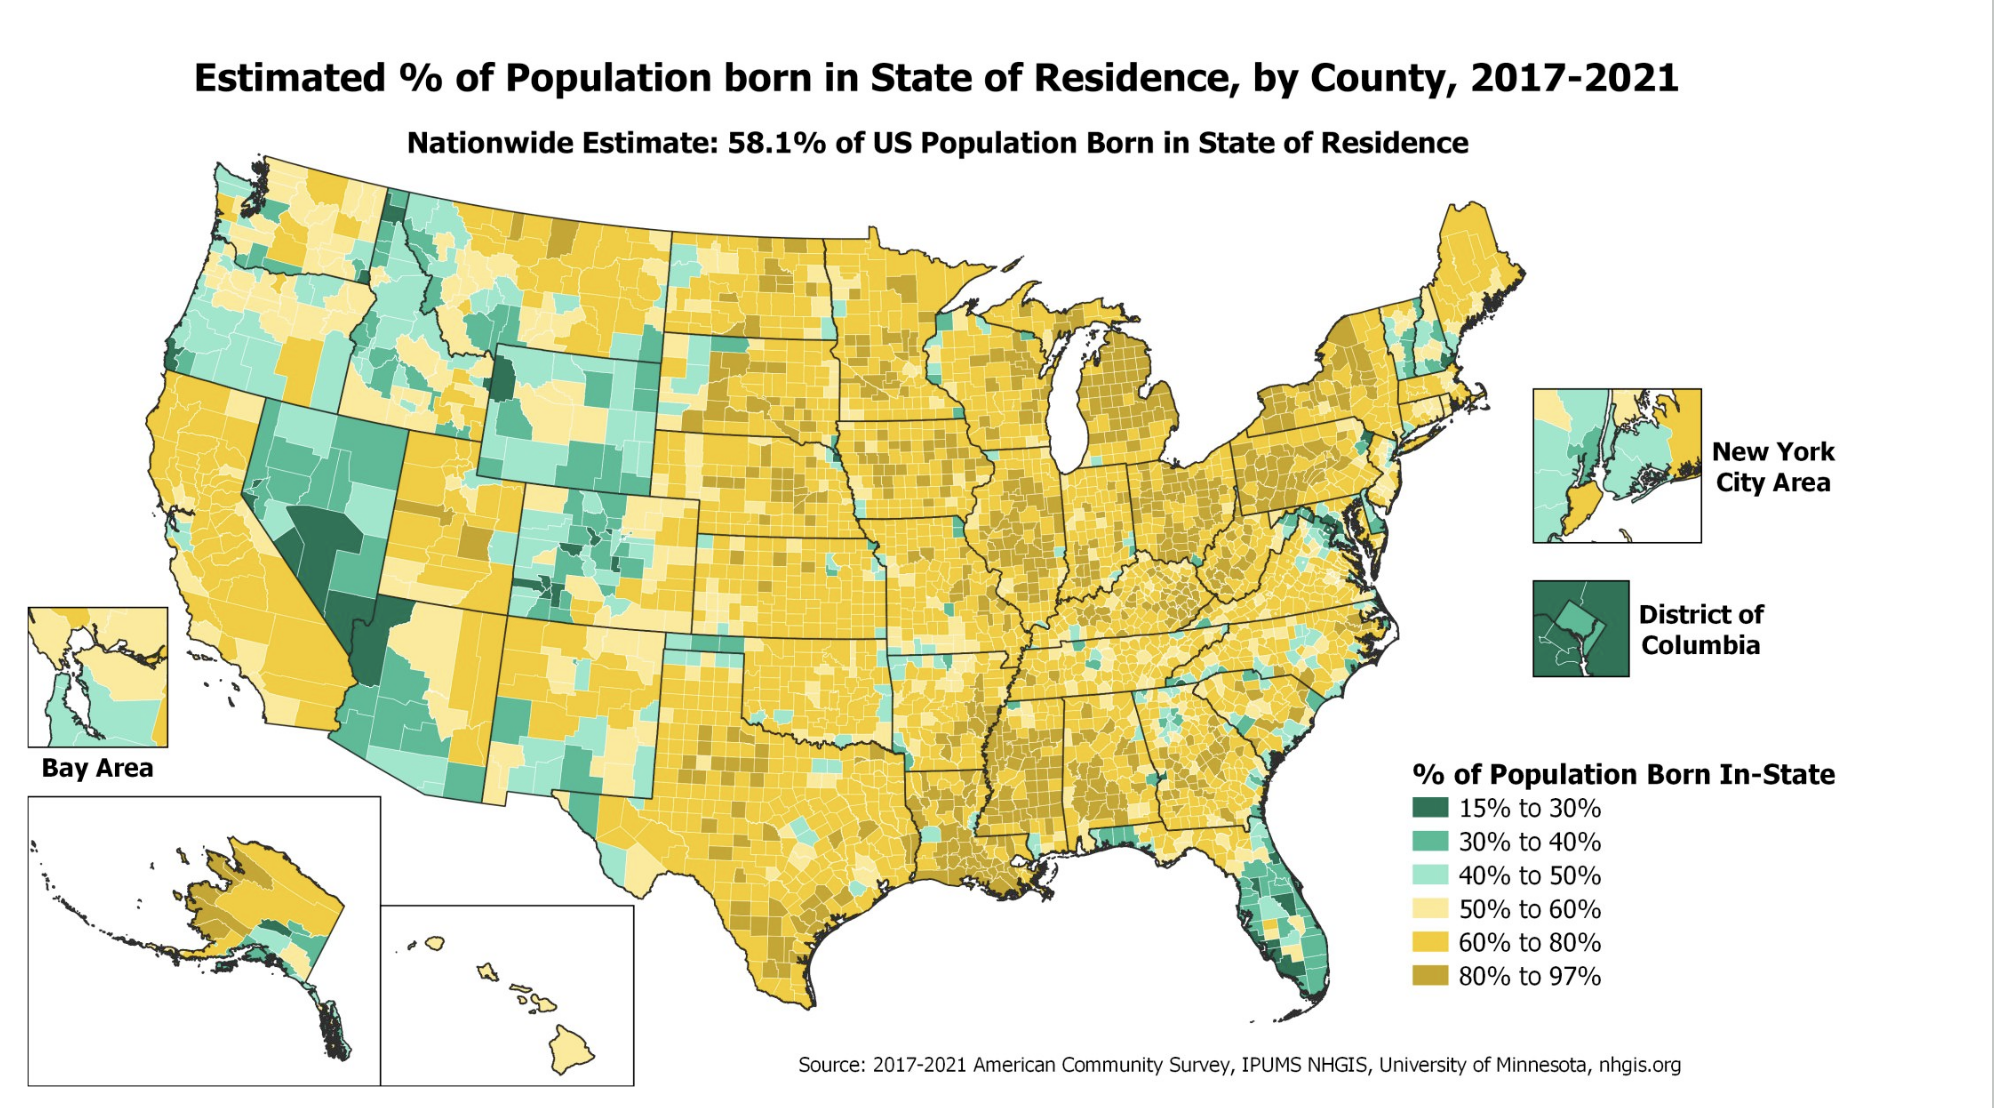 Estimated % of Population born in State of Residence, by County, 2017-2021
Nationwide Estimate: 58.1% of US Population Born in State of Residence
New York
City Area
District of
Columbia
Bay Area
% of Population Born In-State
15% to 30%
30% to 40%
40% to 50%
50% to 60%
60% to 80%
80% to 97%
Source: 2017-2021 American Community Survey, IPUMS NHGIS, University of Minnesota, nhgis.org